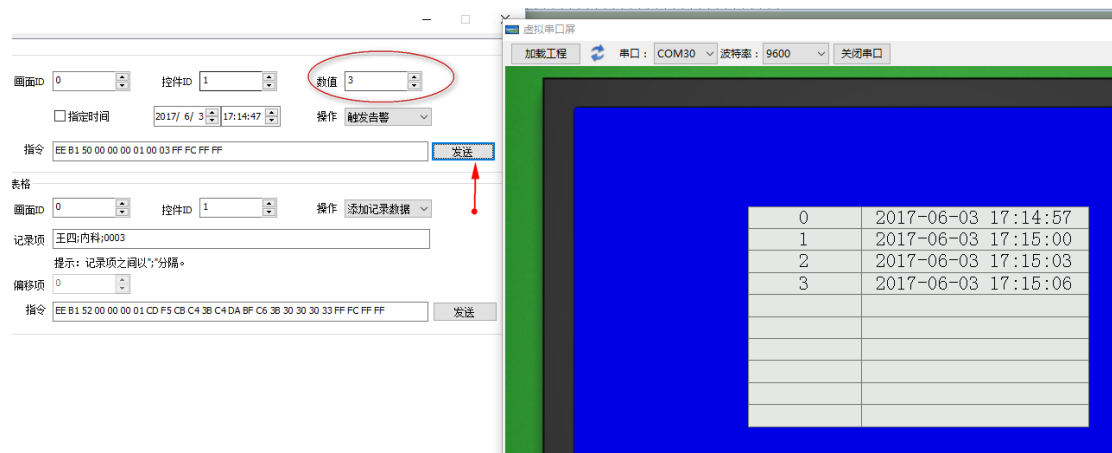 画面ID 0 控件ID 1 数值 3
指定时间 2017/ 6/ 3 17:14:47 操作 触发告警
指令 EE B1 50 00 00 00 01 00 03 FF FC FF FF 发送
表格
画面ID 0 控件ID 1 操作 添加记录数据
记录项 王四;内科;0003
提示：记录项之间以";"分隔。
偏移项 0
指令 EE B1 52 00 00 00 01 CD F5 CB C4 3B C4 DA BF C6 3B 30 30 30 33 FF FC FF FF 发送
虚拟串口屏
加载工程 串口： COM30 波特率： 9600 关闭串口
0 2017-06-03 17:14:57
1 2017-06-03 17:15:00
2 2017-06-03 17:15:03
3 2017-06-03 17:15:06